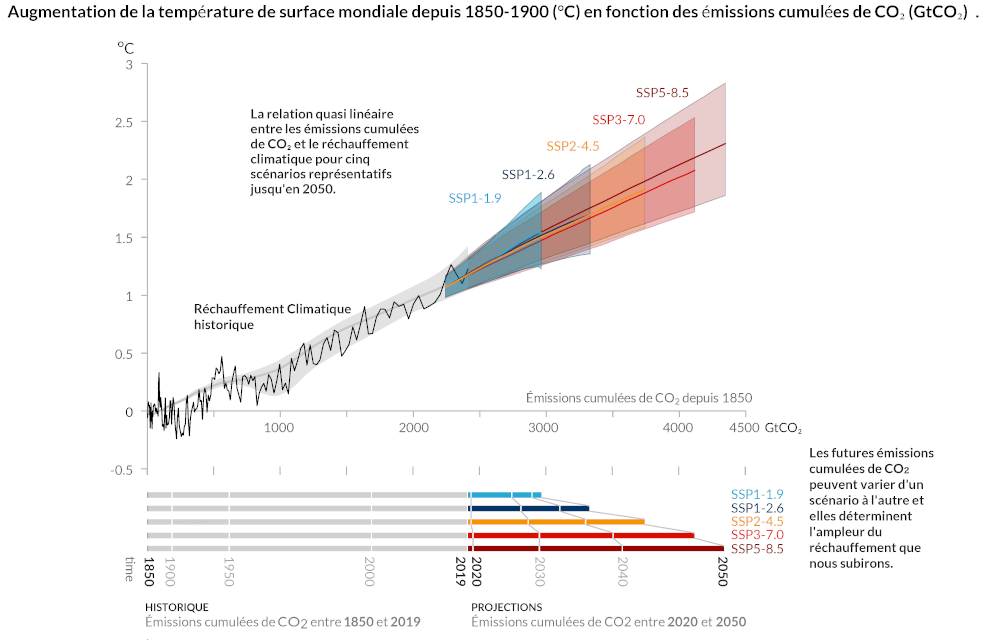 Augmentation de la température de surface mondiale depuis 1850-1900 (°C) en fonction des émissions cumulées de CO₂ (GtCO₂) .
°C
3
2.5
2
1.5
1
0.5
0
-0.5
La relation quasi linéaire
entre les émissions cumulées
de CO₂ et le réchauffement
climatique pour cinq
scénarios représentatifs
jusqu'en 2050.
SSP5-8.5
SSP3-7.0
SSP2-4.5
SSP1-2.6
SSP1-1.9
Réchauffement Climatique
historique
Émissions cumulées de CO₂ depuis 1850
1000
2000
3000
4000
4500 GtCO₂
Les futures émissions
cumulées de CO₂
peuvent varier d'un
scénario à l'autre et
elles déterminent
l'ampleur du
réchauffement que
nous subirons.
SSP1-1.9
SSP1-2.6
SSP2-4.5
SSP3-7.0
SSP5-8.5
time
1850
1900
1950
2000
2019
2020
2030
2040
2050
HISTORIQUE
Émissions cumulées de CO2 entre 1850 et 2019
PROJECTIONS
Émissions cumulées de CO2 entre 2020 et 2050